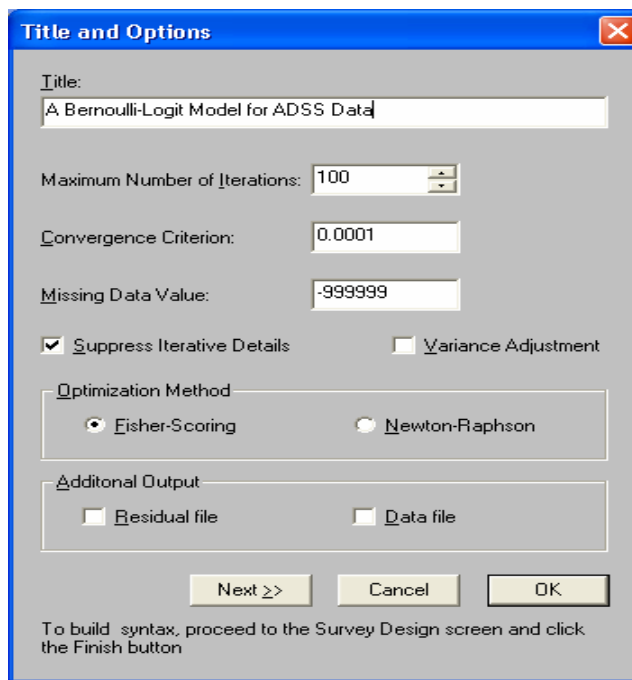 Title and Options
Title:
A Bernoulli-Logit Model for ADSS Data
Maximum Number of Iterations: 100
Convergence Criterion: 0.0001
Missing Data Value: -999999
Suppress Iterative Details Variance Adjustment
Optimization Method
Fisher-Scoring Newton-Raphson
Additonal Output
Residual file Data file
Next >> Cancel OK
To build syntax, proceed to the Survey Design screen and click
the Finish button